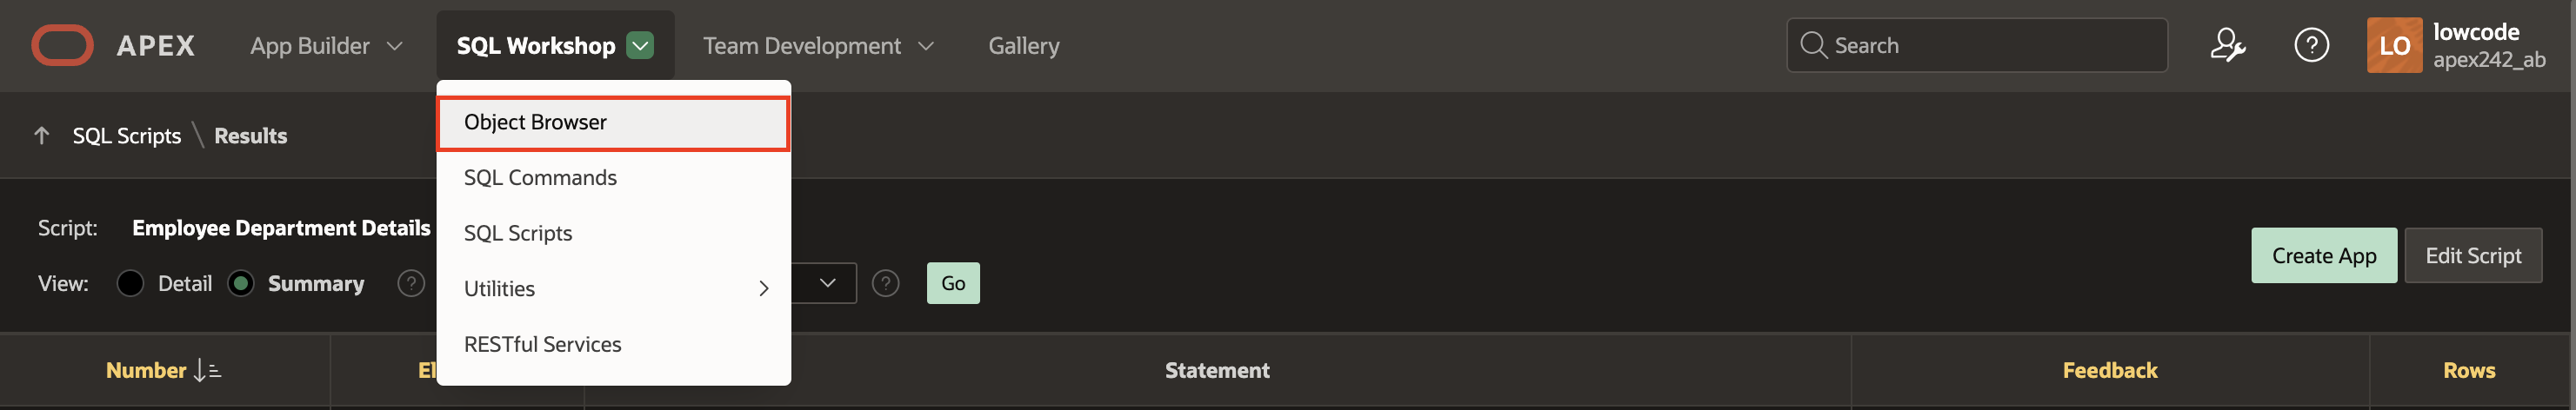 APEX App Builder SQL Workshop Team Development Gallery Search ? LO lowcode
apex242_ab
SQL Scripts \ Results
Object Browser
SQL Commands
SQL Scripts
Utilities
RESTful Services
Script: Employee Department Details
View: Detail Summary ? ? Go
Create App Edit Script
Number El Statement Feedback Rows